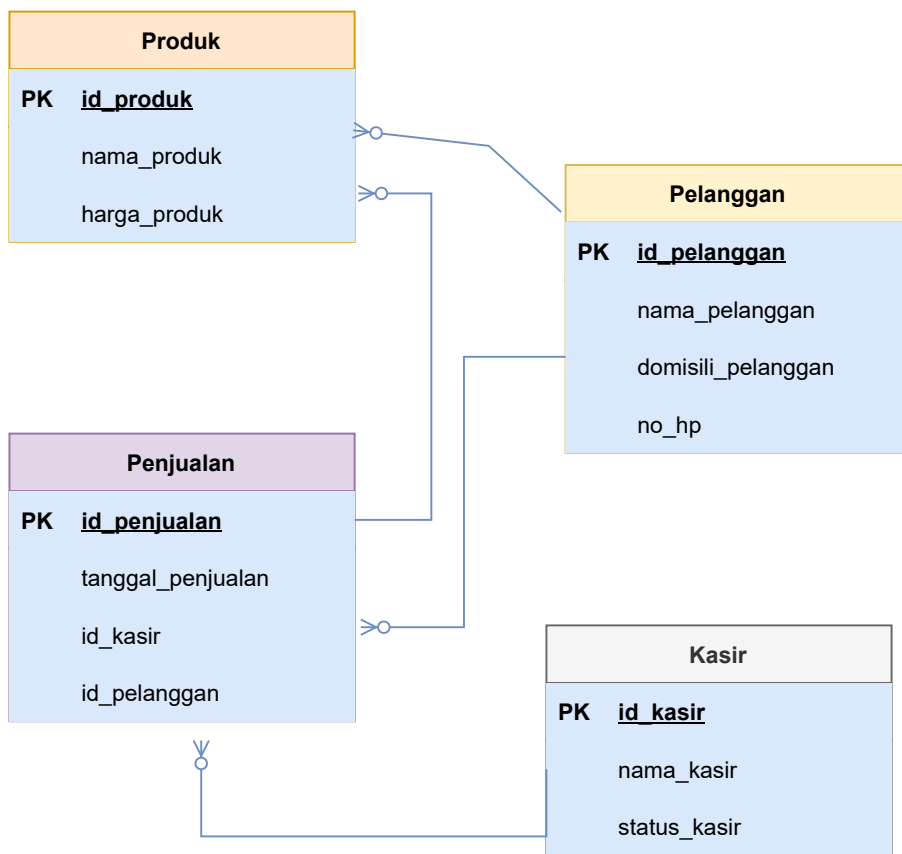 Produk
PK id_produk
nama_produk
harga_produk
Pelanggan
PK id_pelanggan
nama_pelanggan
domisili_pelanggan
no_hp
Penjualan
PK id_penjualan
tanggal_penjualan
id_kasir
id_pelanggan
Kasir
PK id_kasir
nama_kasir
status_kasir